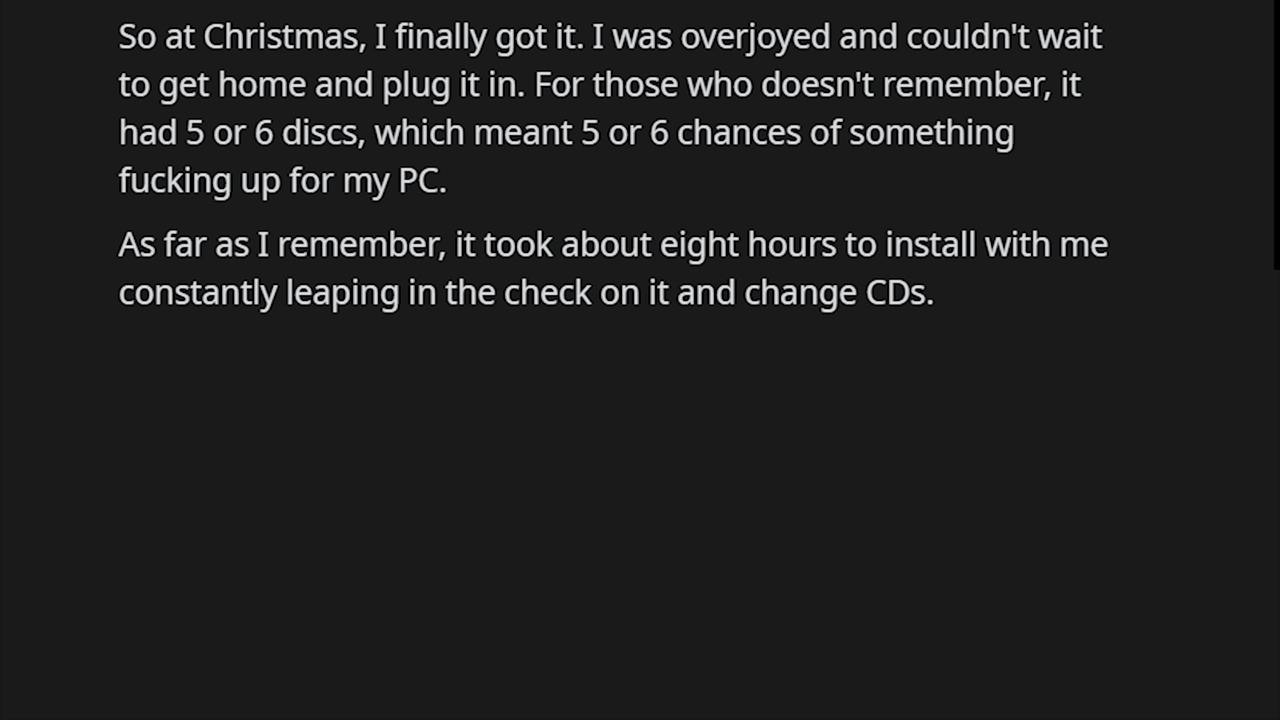 So at Christmas, I finally got it. I was overjoyed and couldn't wait
to get home and plug it in. For those who doesn't remember, it
had 5 or 6 discs, which meant 5 or 6 chances of something
fucking up for my PC.
As far as I remember, it took about eight hours to install with me
constantly leaping in the check on it and change CDs.